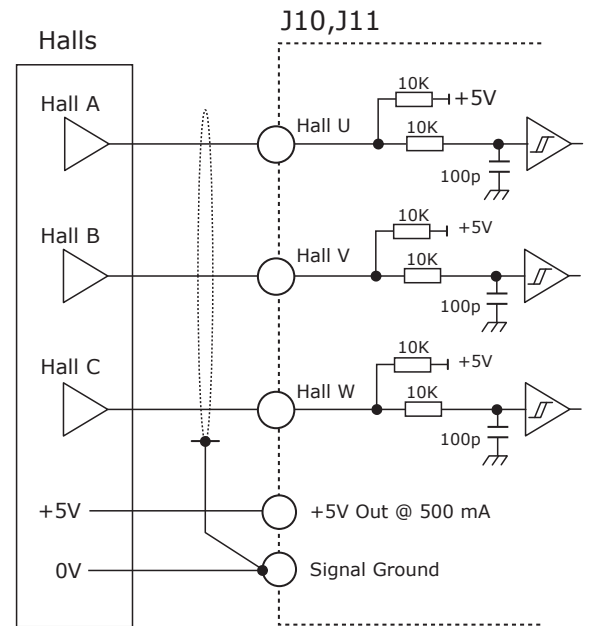 J10,J11
Halls
10K
+5V
Hall A
Hall U
10K
100p
10K
+5V
Hall B
Hall V
10K
100p
10K
+5V
Hall C
Hall W
10K
100p
+5V
+5V Out @ 500 mA
0V
Signal Ground